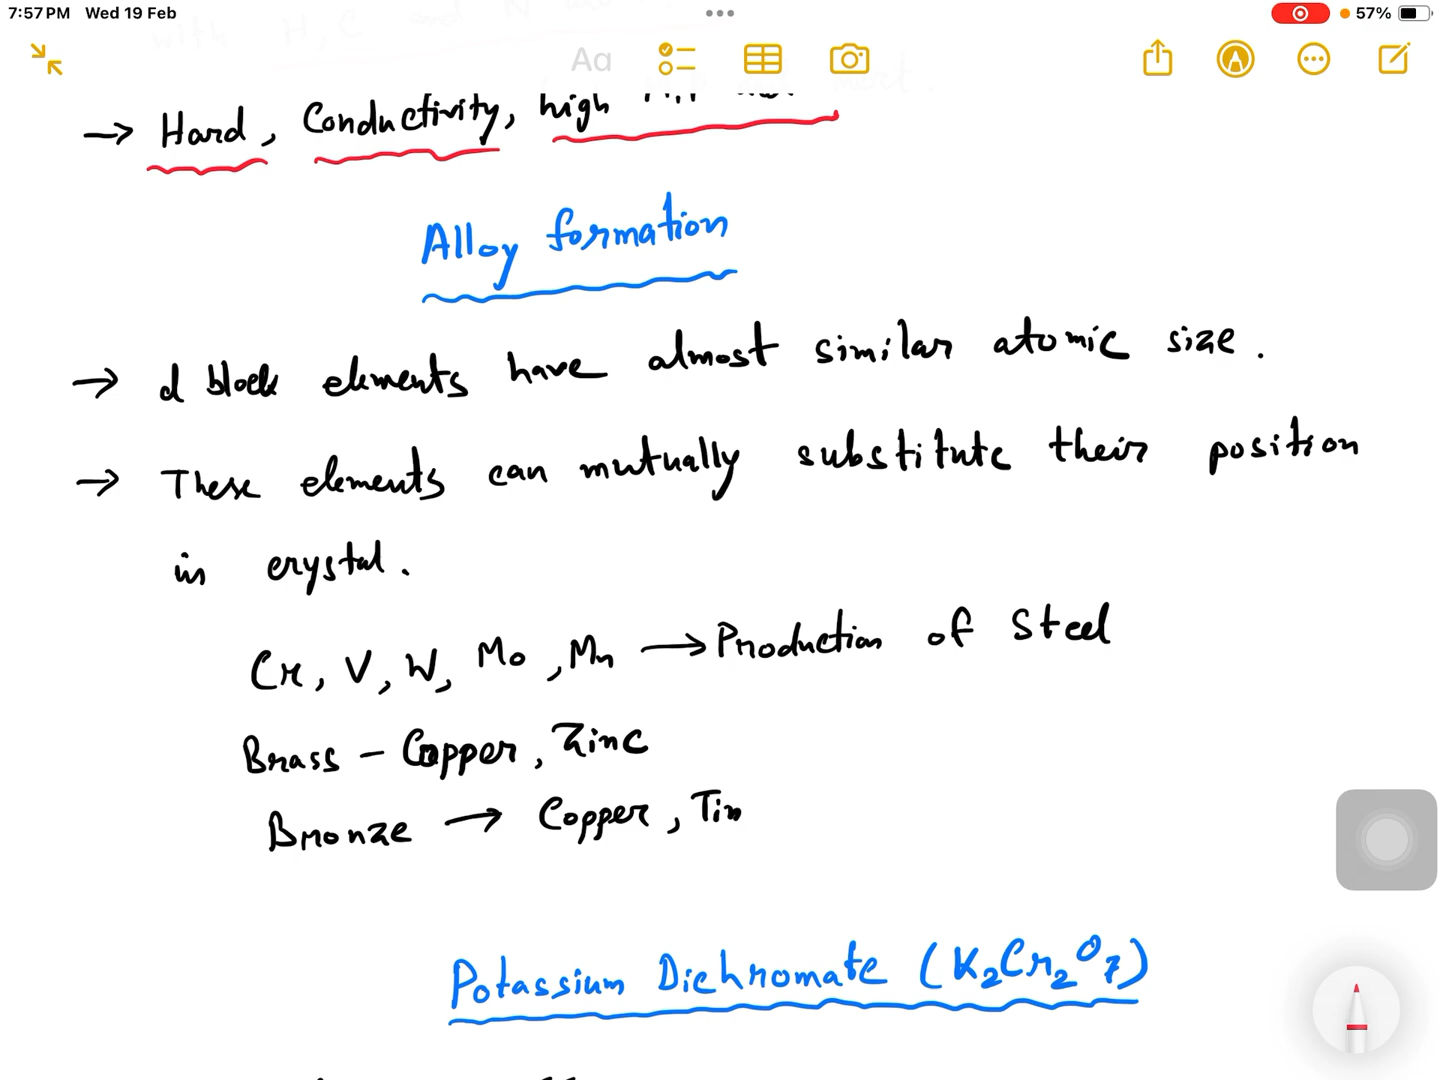 7:57 PM Wed 19 Feb
57%
Aa
→ Hard, Conductivity, high
Alloy formation
→ d block elements have almost similar atomic size.
→ These elements can mutually substitute their position
in crystal.
Cr, V, W, Mo, Mn → Production of Steel
Brass – Copper, Zinc
Bronze → Copper, Tin
Potassium Dichromate (K₂Cr₂O₇)